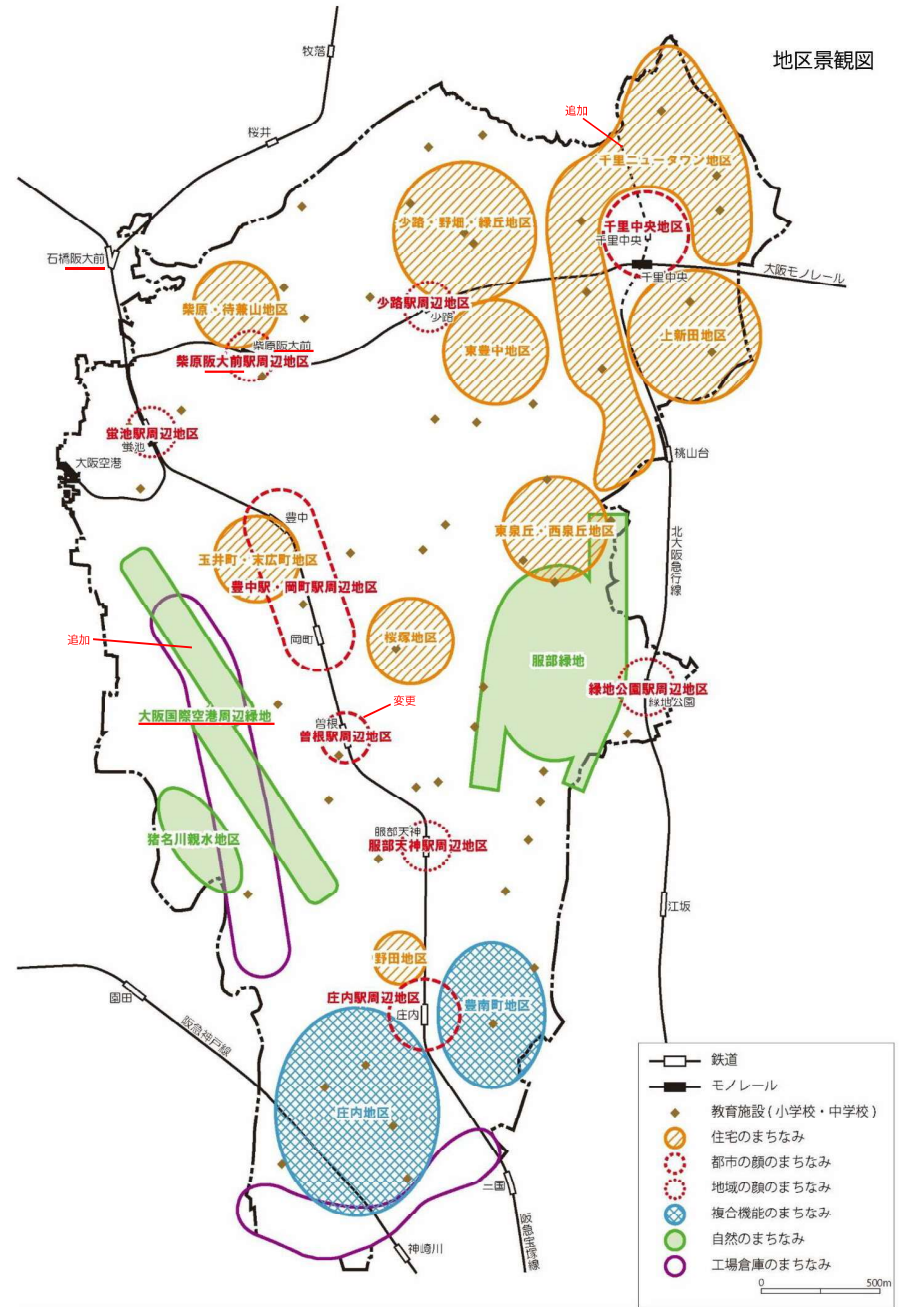 地区景観図
牧落
追加
桜井
千里ニュータウン地区
少路・野畑・緑丘地区
千里中央地区
千里中央
石橋阪大前
千里中央
大阪モノレール
柴原・待兼山地区
少路駅周辺地区
少路
上新田地区
柴原阪大前
東豊中地区
柴原阪大前駅周辺地区
蛍池駅周辺地区
蛍池
桃山台
大阪空港
豊中
東泉丘・西泉丘地区
北大阪急行線
玉井町・末広町地区
豊中駅・岡町駅周辺地区
岡町
桜塚地区
追加
服部緑地
緑地公園駅周辺地区
緑地公園
変更
大阪国際空港周辺緑地
曽根
曽根駅周辺地区
服部天神
猪名川親水地区
服部天神駅周辺地区
江坂
野田地区
園田
庄内駅周辺地区
豊南町地区
庄内
阪急神戸線
庄内地区
三国
阪急宝塚線
神崎川
鉄道
モノレール
教育施設(小学校・中学校)
住宅のまちなみ
都市の顔のまちなみ
地域の顔のまちなみ
複合機能のまちなみ
自然のまちなみ
工場倉庫のまちなみ
0 500m